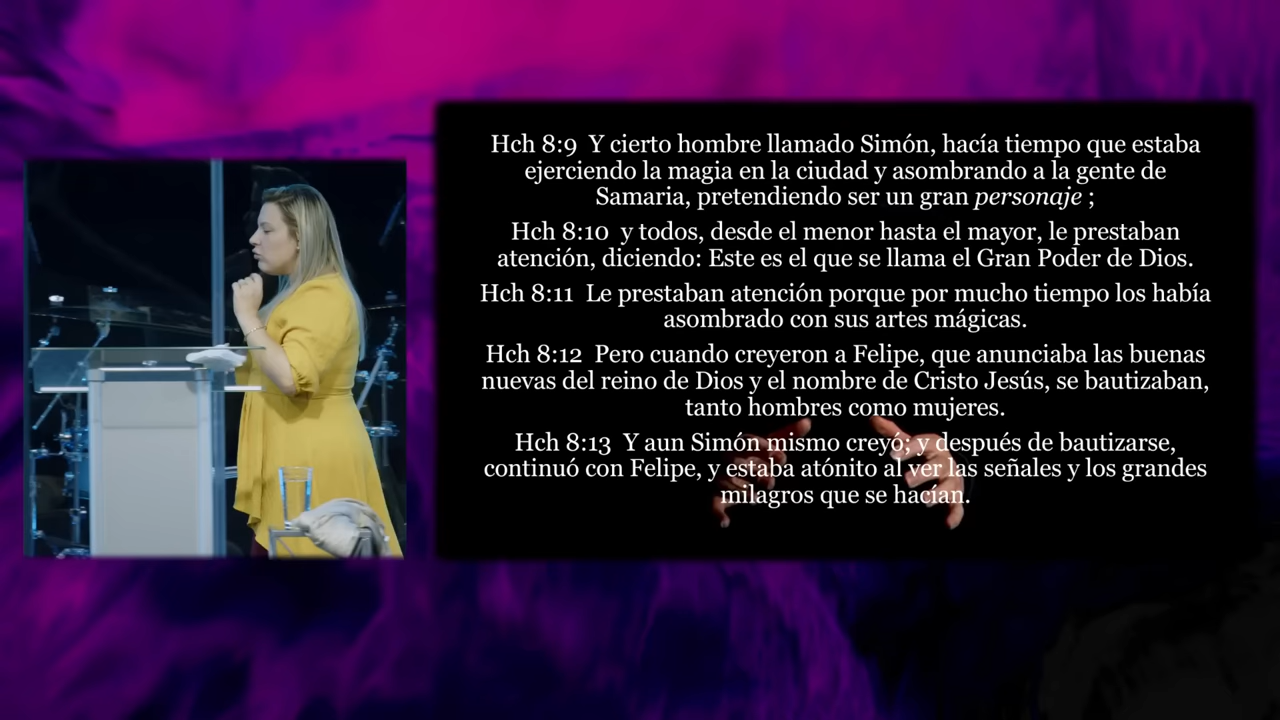 Hch 8:9 Y cierto hombre llamado Simón, hacía tiempo que estaba
ejerciendo la magia en la ciudad y asombrando a la gente de
Samaria, pretendiendo ser un gran personaje ;
Hch 8:10 y todos, desde el menor hasta el mayor, le prestaban
atención, diciendo: Este es el que se llama el Gran Poder de Dios.
Hch 8:11 Le prestaban atención porque por mucho tiempo los había
asombrado con sus artes mágicas.
Hch 8:12 Pero cuando creyeron a Felipe, que anunciaba las buenas
nuevas del reino de Dios y el nombre de Cristo Jesús, se bautizaban,
tanto hombres como mujeres.
Hch 8:13 Y aun Simón mismo creyó; y después de bautizarse,
continuó con Felipe, y estaba atónito al ver las señales y los grandes
milagros que se hacían.